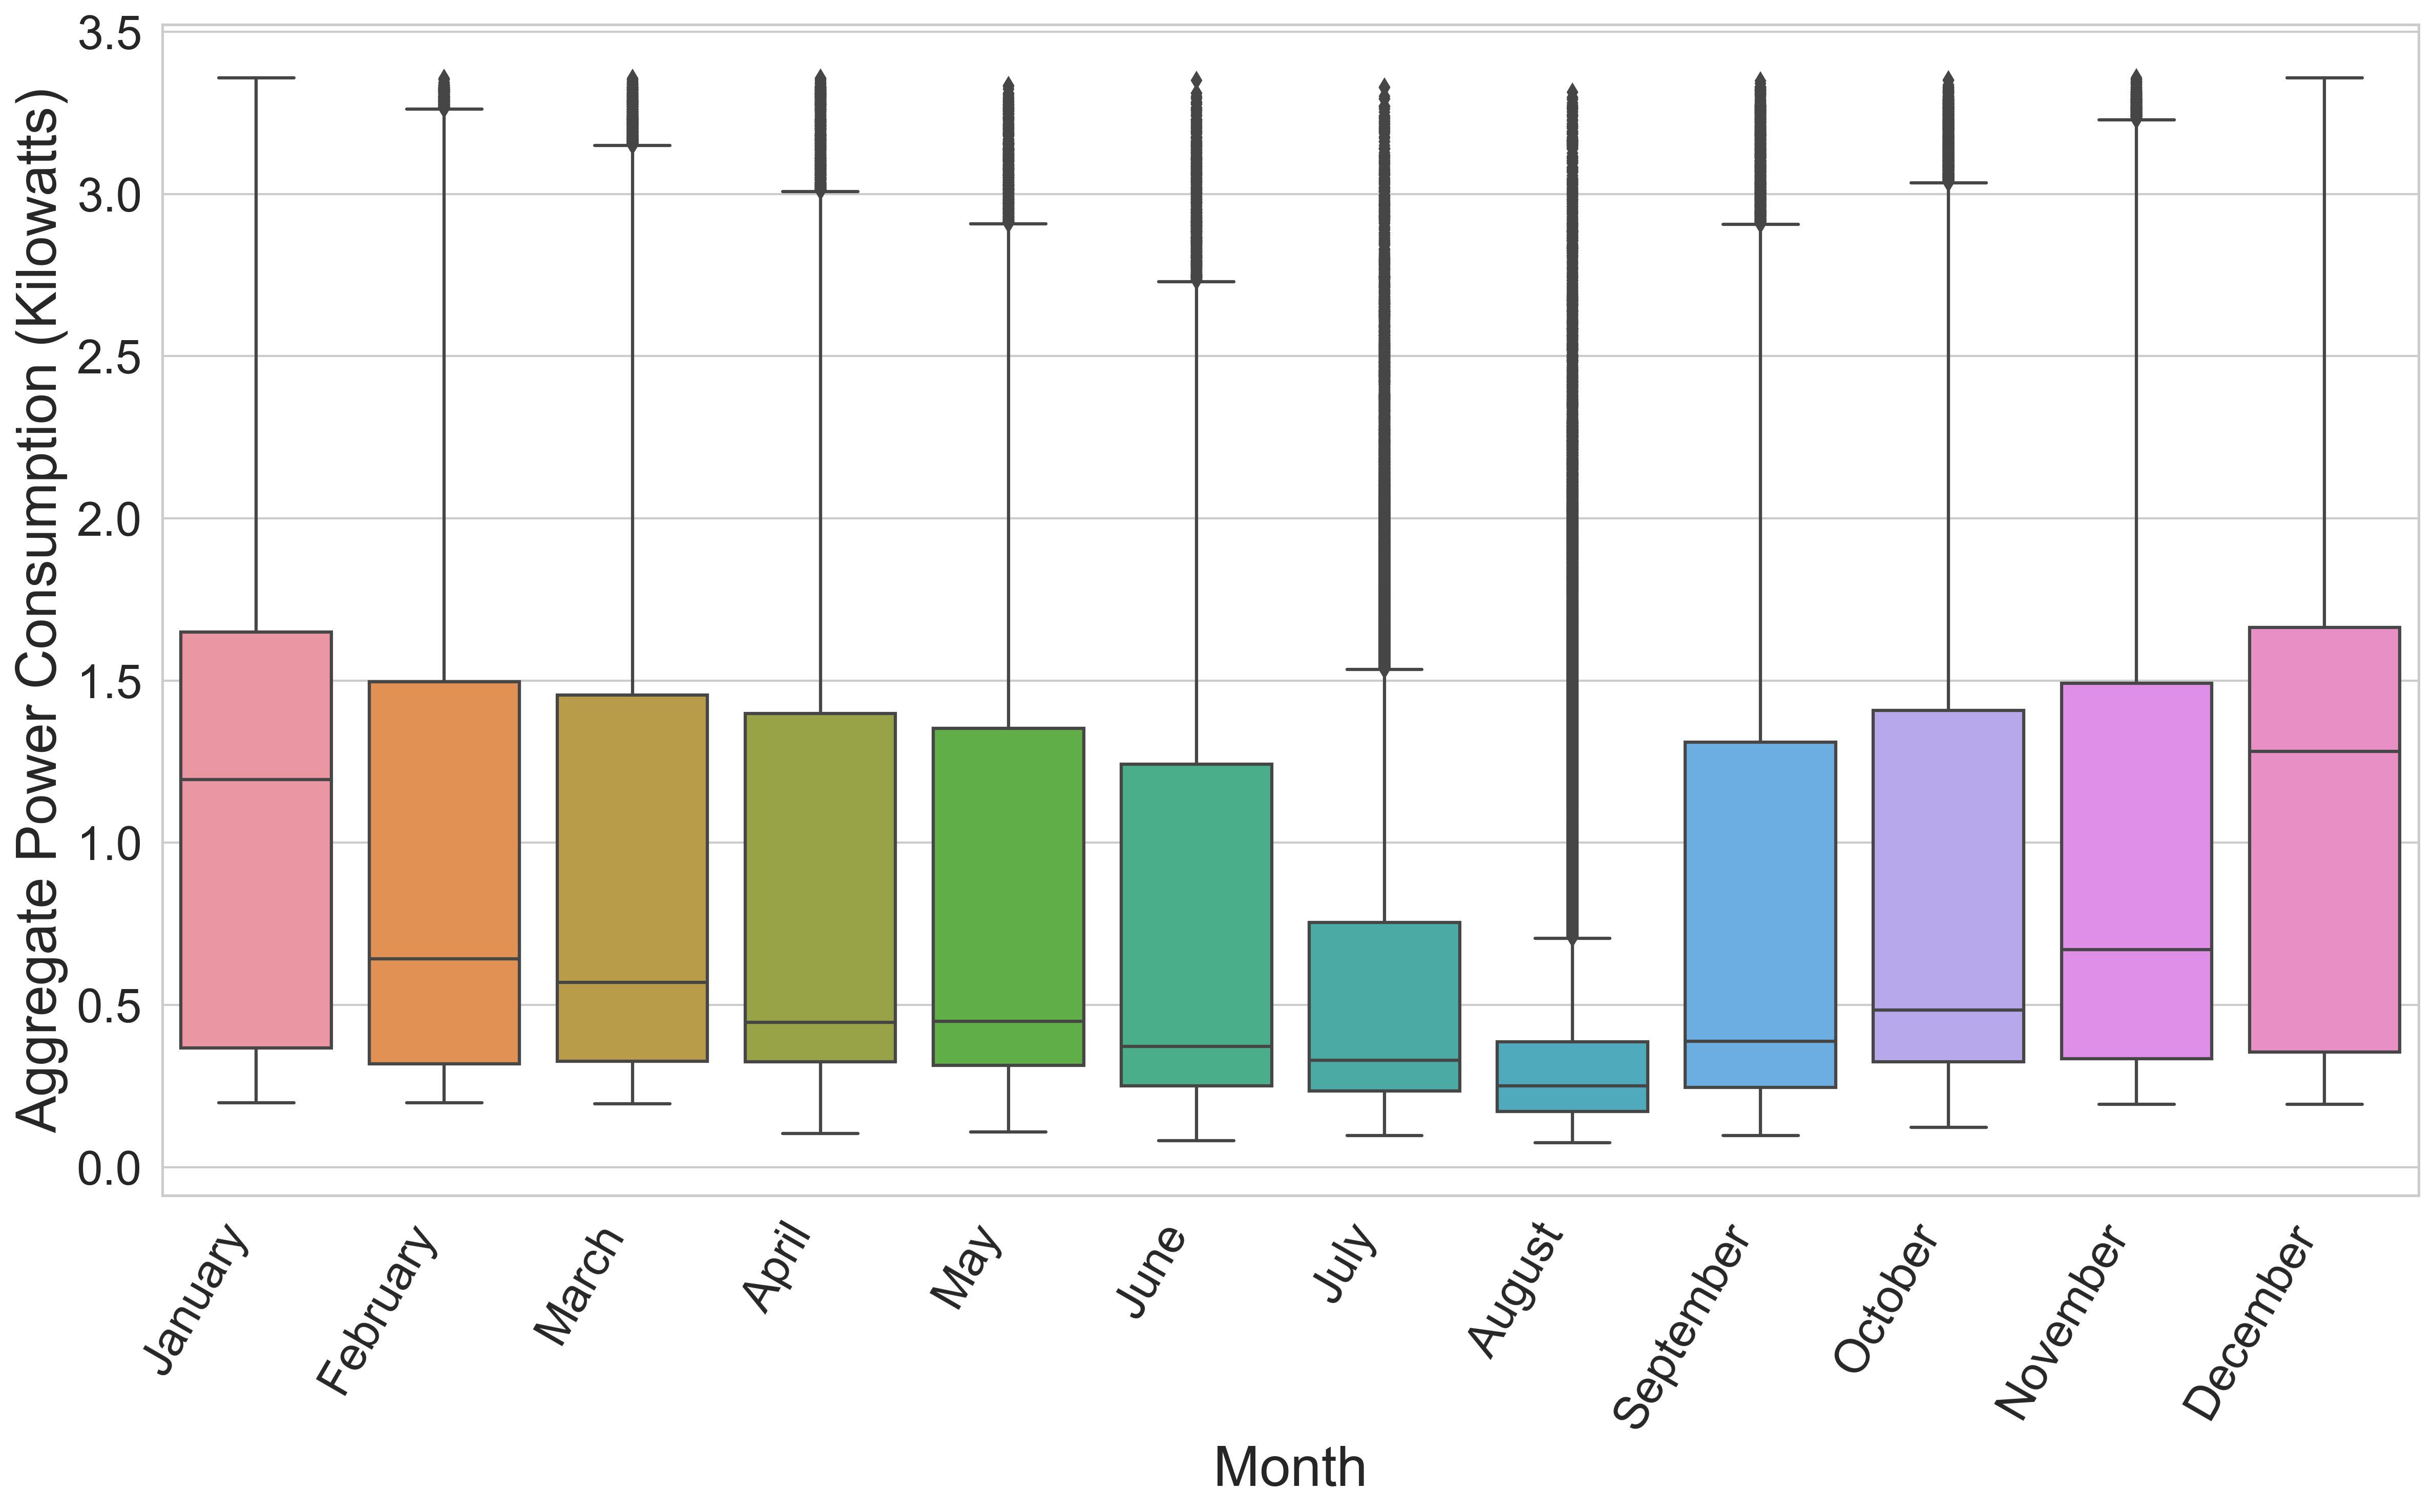 Aggregate Power Consumption (Kilowatts)
3.5
3.0
2.5
2.0
1.5
1.0
0.5
0.0
January
February
March
April
May
June
July
August
September
October
November
December
Month